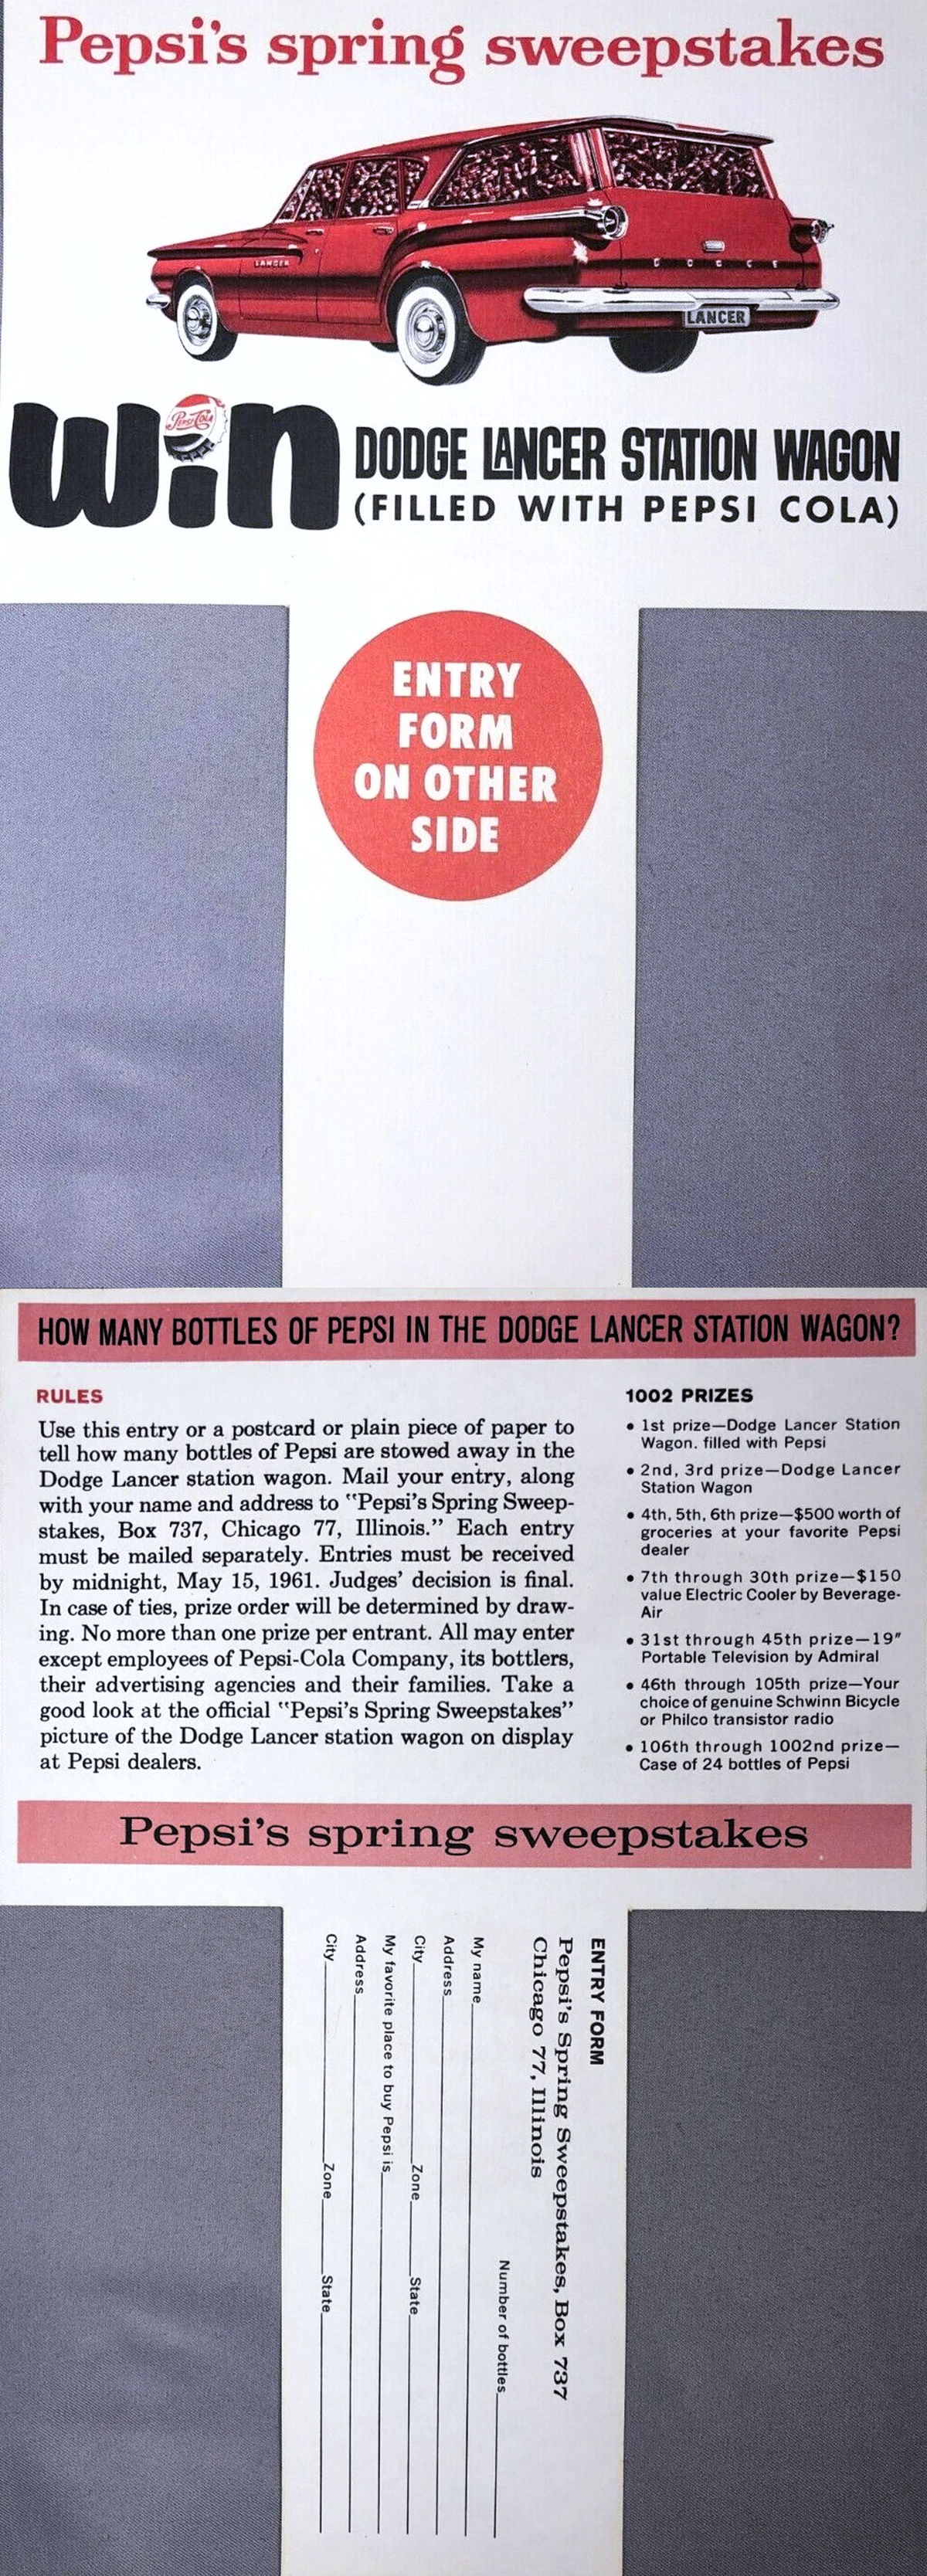 Pepsi's spring sweepstakes
LANCER
DODGE
LANCER
win
Pepsi-Cola
DODGE LANCER STATION WAGON
(FILLED WITH PEPSI COLA)
ENTRY
FORM
ON OTHER
SIDE
HOW MANY BOTTLES OF PEPSI IN THE DODGE LANCER STATION WAGON?
RULES
Use this entry or a postcard or plain piece of paper to
tell how many bottles of Pepsi are stowed away in the
Dodge Lancer station wagon. Mail your entry, along
with your name and address to "Pepsi's Spring Sweep-
stakes, Box 737, Chicago 77, Illinois." Each entry
must be mailed separately. Entries must be received
by midnight, May 15, 1961. Judges' decision is final.
In case of ties, prize order will be determined by draw-
ing. No more than one prize per entrant. All may enter
except employees of Pepsi-Cola Company, its bottlers,
their advertising agencies and their families. Take a
good look at the official "Pepsi's Spring Sweepstakes"
picture of the Dodge Lancer station wagon on display
at Pepsi dealers.
1002 PRIZES
• 1st prize—Dodge Lancer Station
Wagon. filled with Pepsi
• 2nd, 3rd prize—Dodge Lancer
Station Wagon
• 4th, 5th, 6th prize—$500 worth of
groceries at your favorite Pepsi
dealer
• 7th through 30th prize—$150
value Electric Cooler by Beverage-
Air
• 31st through 45th prize—19"
Portable Television by Admiral
• 46th through 105th prize—Your
choice of genuine Schwinn Bicycle
or Philco transistor radio
• 106th through 1002nd prize—
Case of 24 bottles of Pepsi
Pepsi's spring sweepstakes
ENTRY FORM
Pepsi's Spring Sweepstakes, Box 737
Chicago 77, Illinois
Number of bottles
My name
Address
City Zone State
My favorite place to buy Pepsi is
Address
City Zone State